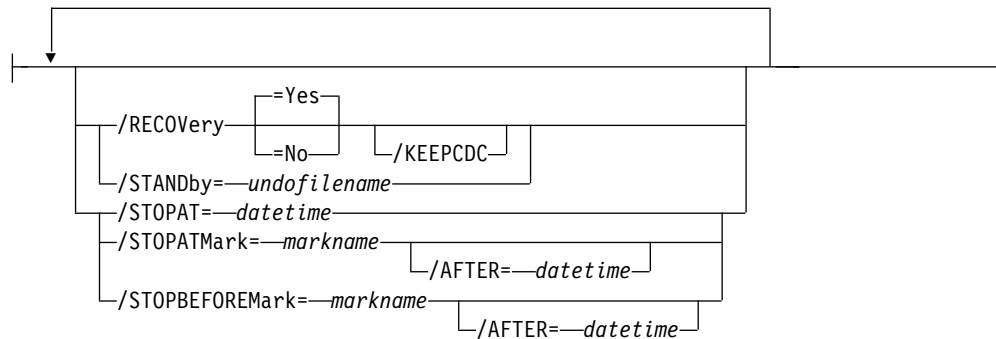 =Yes
/RECOVery
=No
/KEEPCDC
/STANDby= undofilename
/STOPAT= datetime
/STOPATMark= markname
/AFTER= datetime
/STOPBEFOREMark= markname
/AFTER= datetime